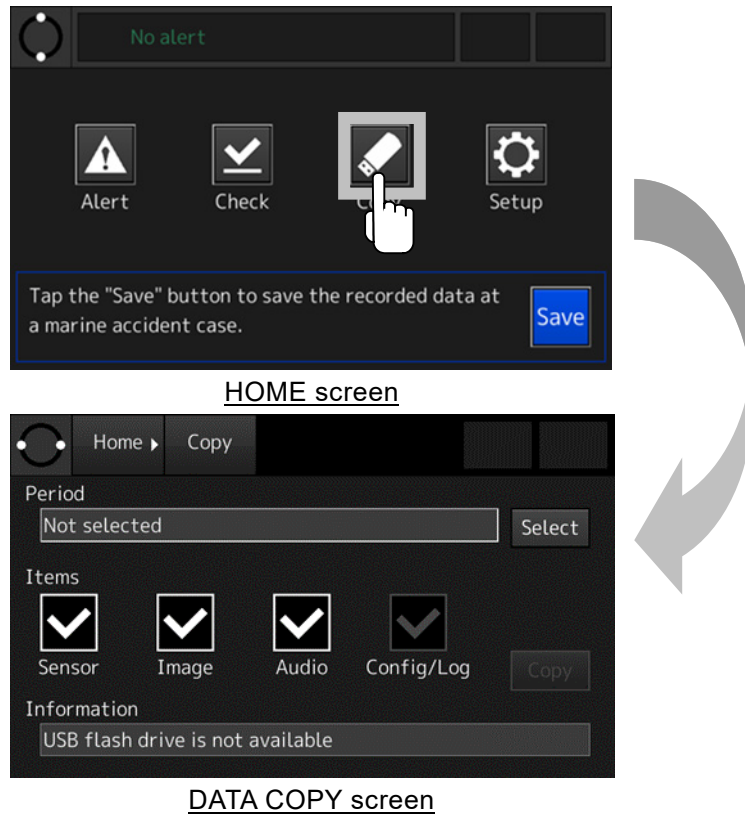 No alert
Alert Check Copy Setup
Tap the "Save" button to save the recorded data at
a marine accident case.
Save
HOME screen
Home Copy
Period
Not selected
Select
Items
Sensor Image Audio Config/Log
Copy
Information
USB flash drive is not available
DATA COPY screen